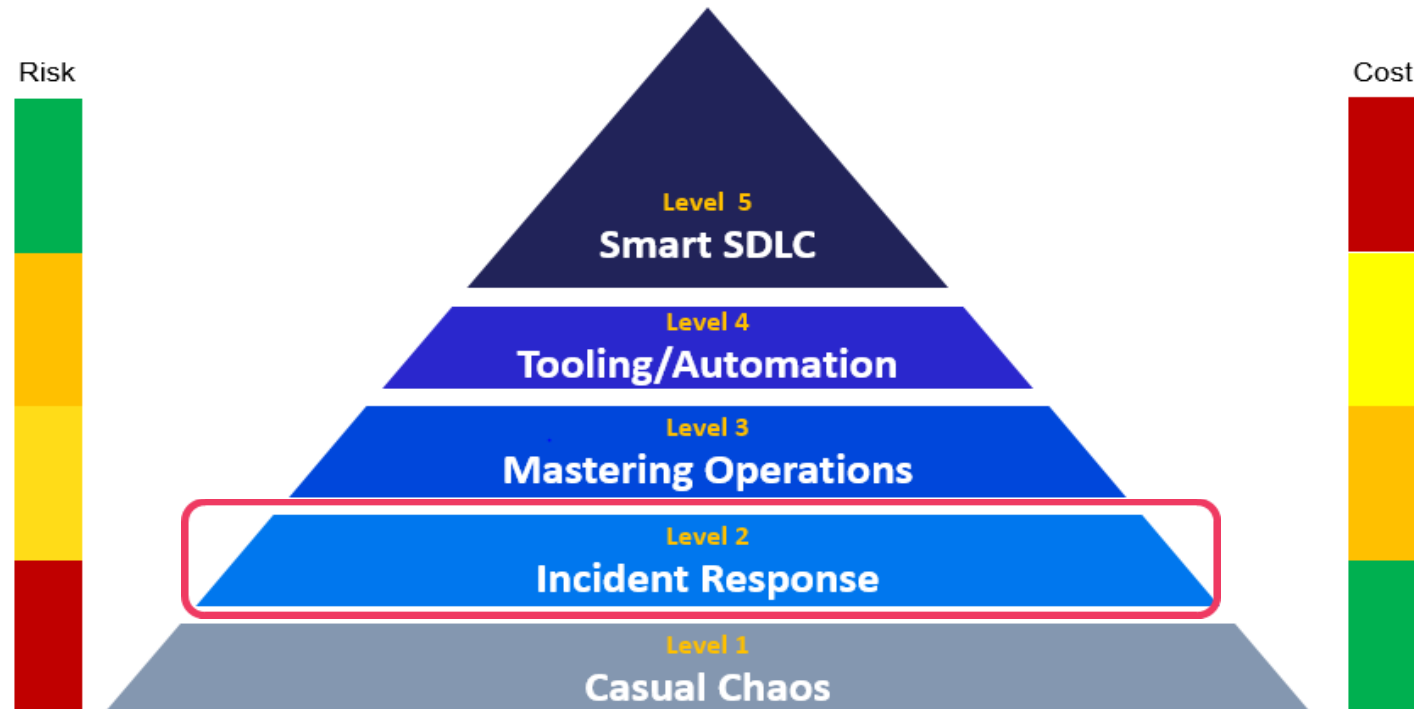 Risk
Cost
Level 5
Smart SDLC
Level 4
Tooling/Automation
Level 3
Mastering Operations
Level 2
Incident Response
Level 1
Casual Chaos